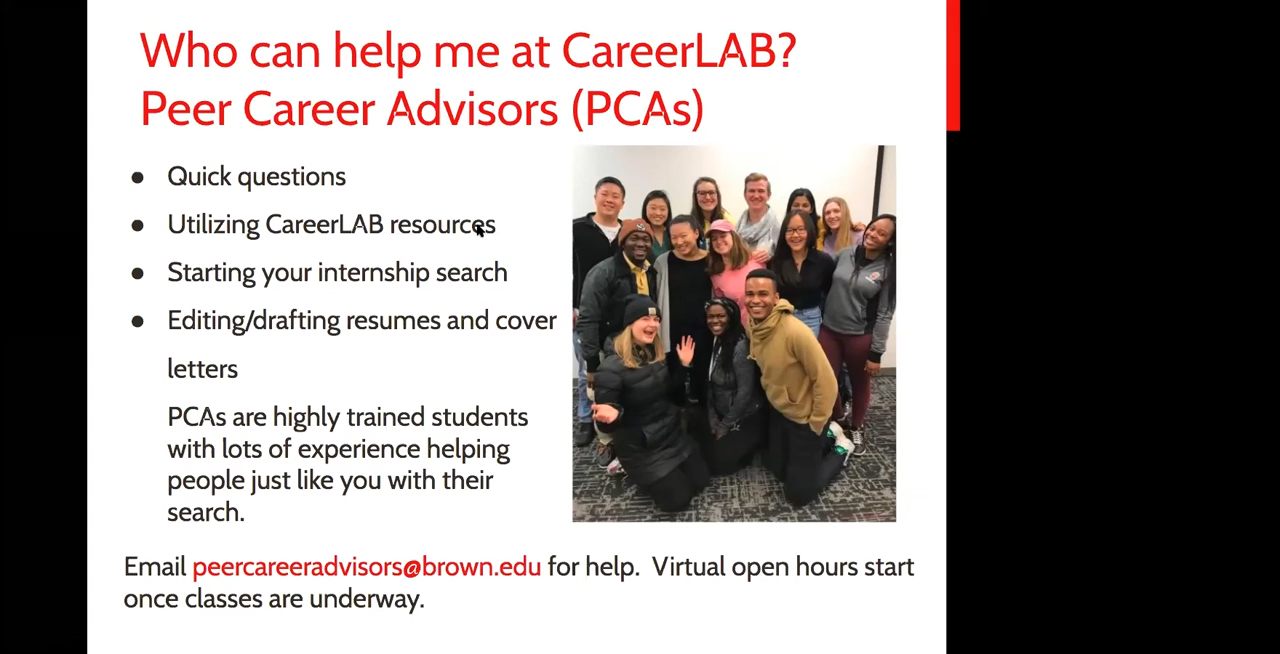 Who can help me at CareerLAB?
Peer Career Advisors (PCAs)
● Quick questions
● Utilizing CareerLAB resources
● Starting your internship search
● Editing/drafting resumes and cover
letters
PCAs are highly trained students
with lots of experience helping
people just like you with their
search.
Email peercareeradvisors@brown.edu for help.  Virtual open hours start
once classes are underway.